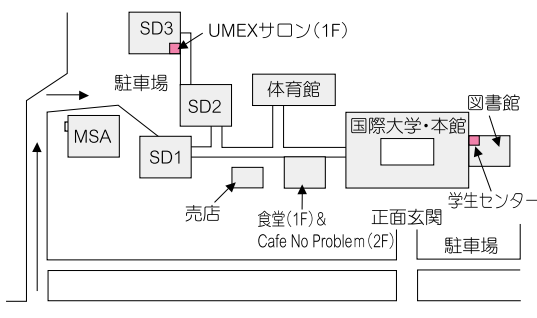 SD3
UMEXサロン(1F)
駐車場
体育館
SD2
図書館
国際大学・本館
MSA
SD1
学生センター
売店
食堂(1F)&
Cafe No Problem(2F)
正面玄関
駐車場